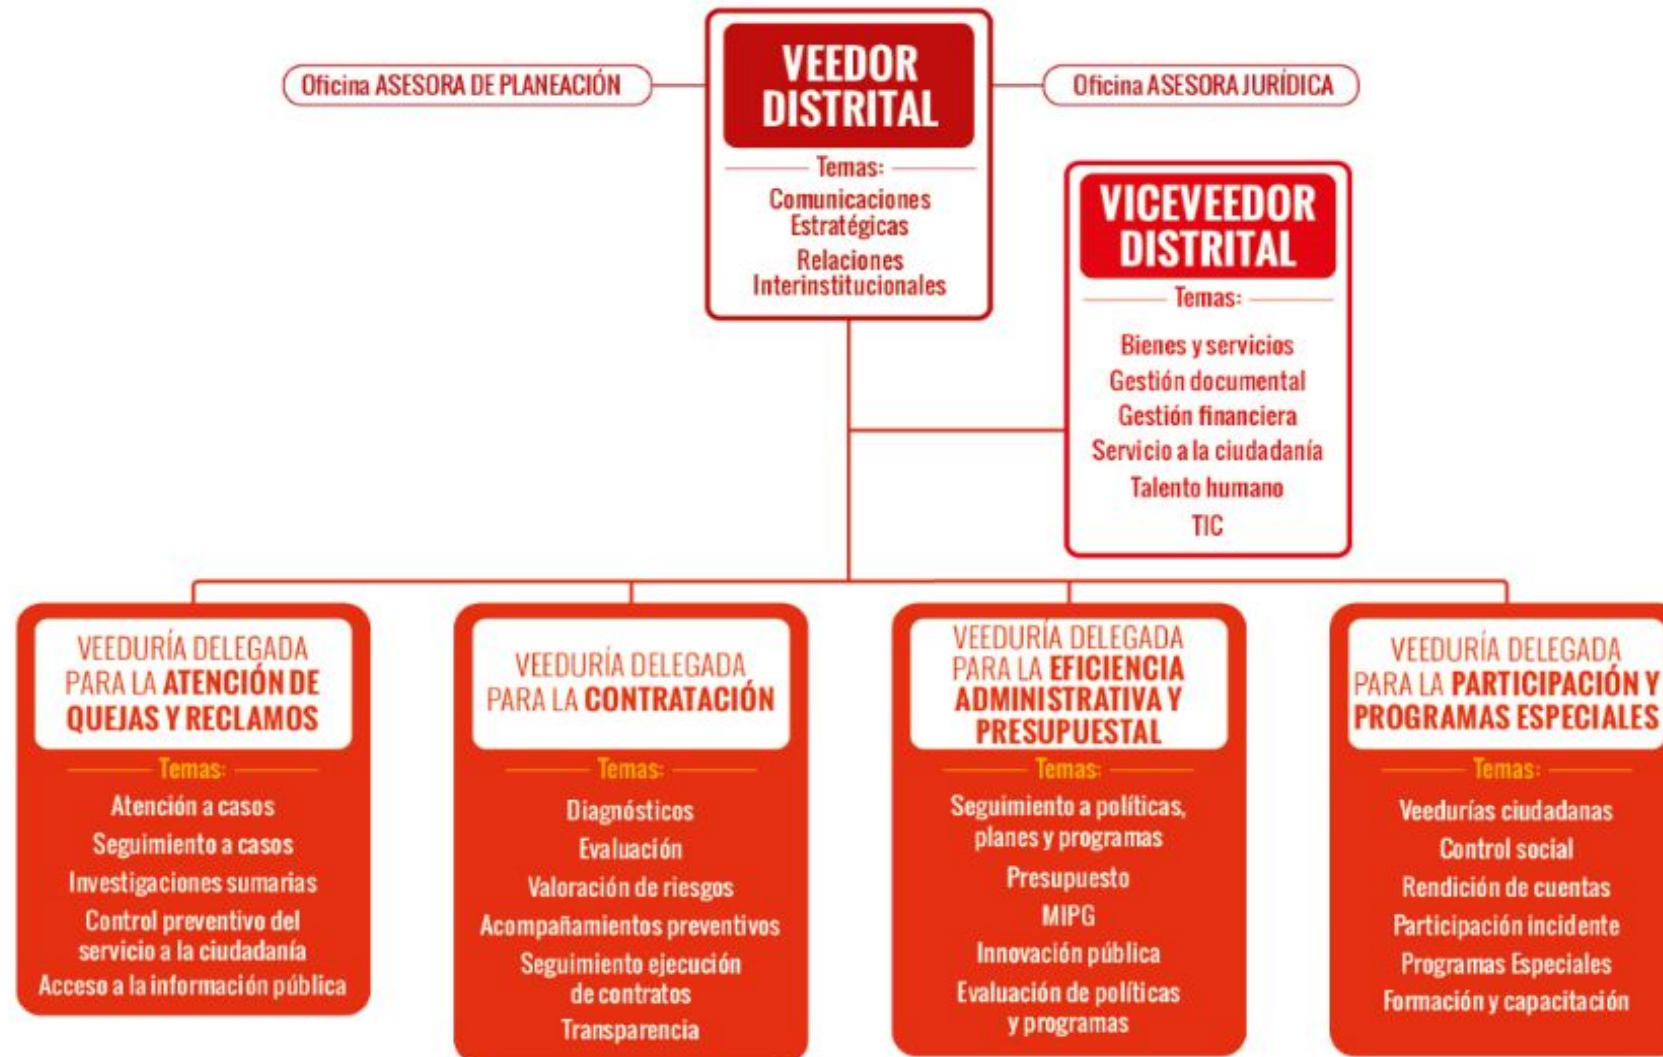 Oficina ASESORA DE PLANEACIÓN
VEEDOR
DISTRITAL
Temas:
Comunicaciones
Estratégicas
Relaciones
Interinstitucionales
Oficina ASESORA JURÍDICA
VICEVEEDOR
DISTRITAL
Temas:
Bienes y servicios
Gestión documental
Gestión financiera
Servicio a la ciudadanía
Talento humano
TIC
VEEDURÍA DELEGADA
PARA LA ATENCIÓN DE
QUEJAS Y RECLAMOS
Temas:
Atención a casos
Seguimiento a casos
Investigaciones sumarias
Control preventivo del
servicio a la ciudadanía
Acceso a la información pública
VEEDURÍA DELEGADA
PARA LA CONTRATACIÓN
Temas:
Diagnósticos
Evaluación
Valoración de riesgos
Acompañamientos preventivos
Seguimiento ejecución
de contratos
Transparencia
VEEDURÍA DELEGADA
PARA LA EFICIENCIA
ADMINISTRATIVA Y
PRESUPUESTAL
Temas:
Seguimiento a políticas,
planes y programas
Presupuesto
MIPG
Innovación pública
Evaluación de políticas
y programas
VEEDURÍA DELEGADA
PARA LA PARTICIPACIÓN Y
PROGRAMAS ESPECIALES
Temas:
Veedurías ciudadanas
Control social
Rendición de cuentas
Participación incidente
Programas Especiales
Formación y capacitación